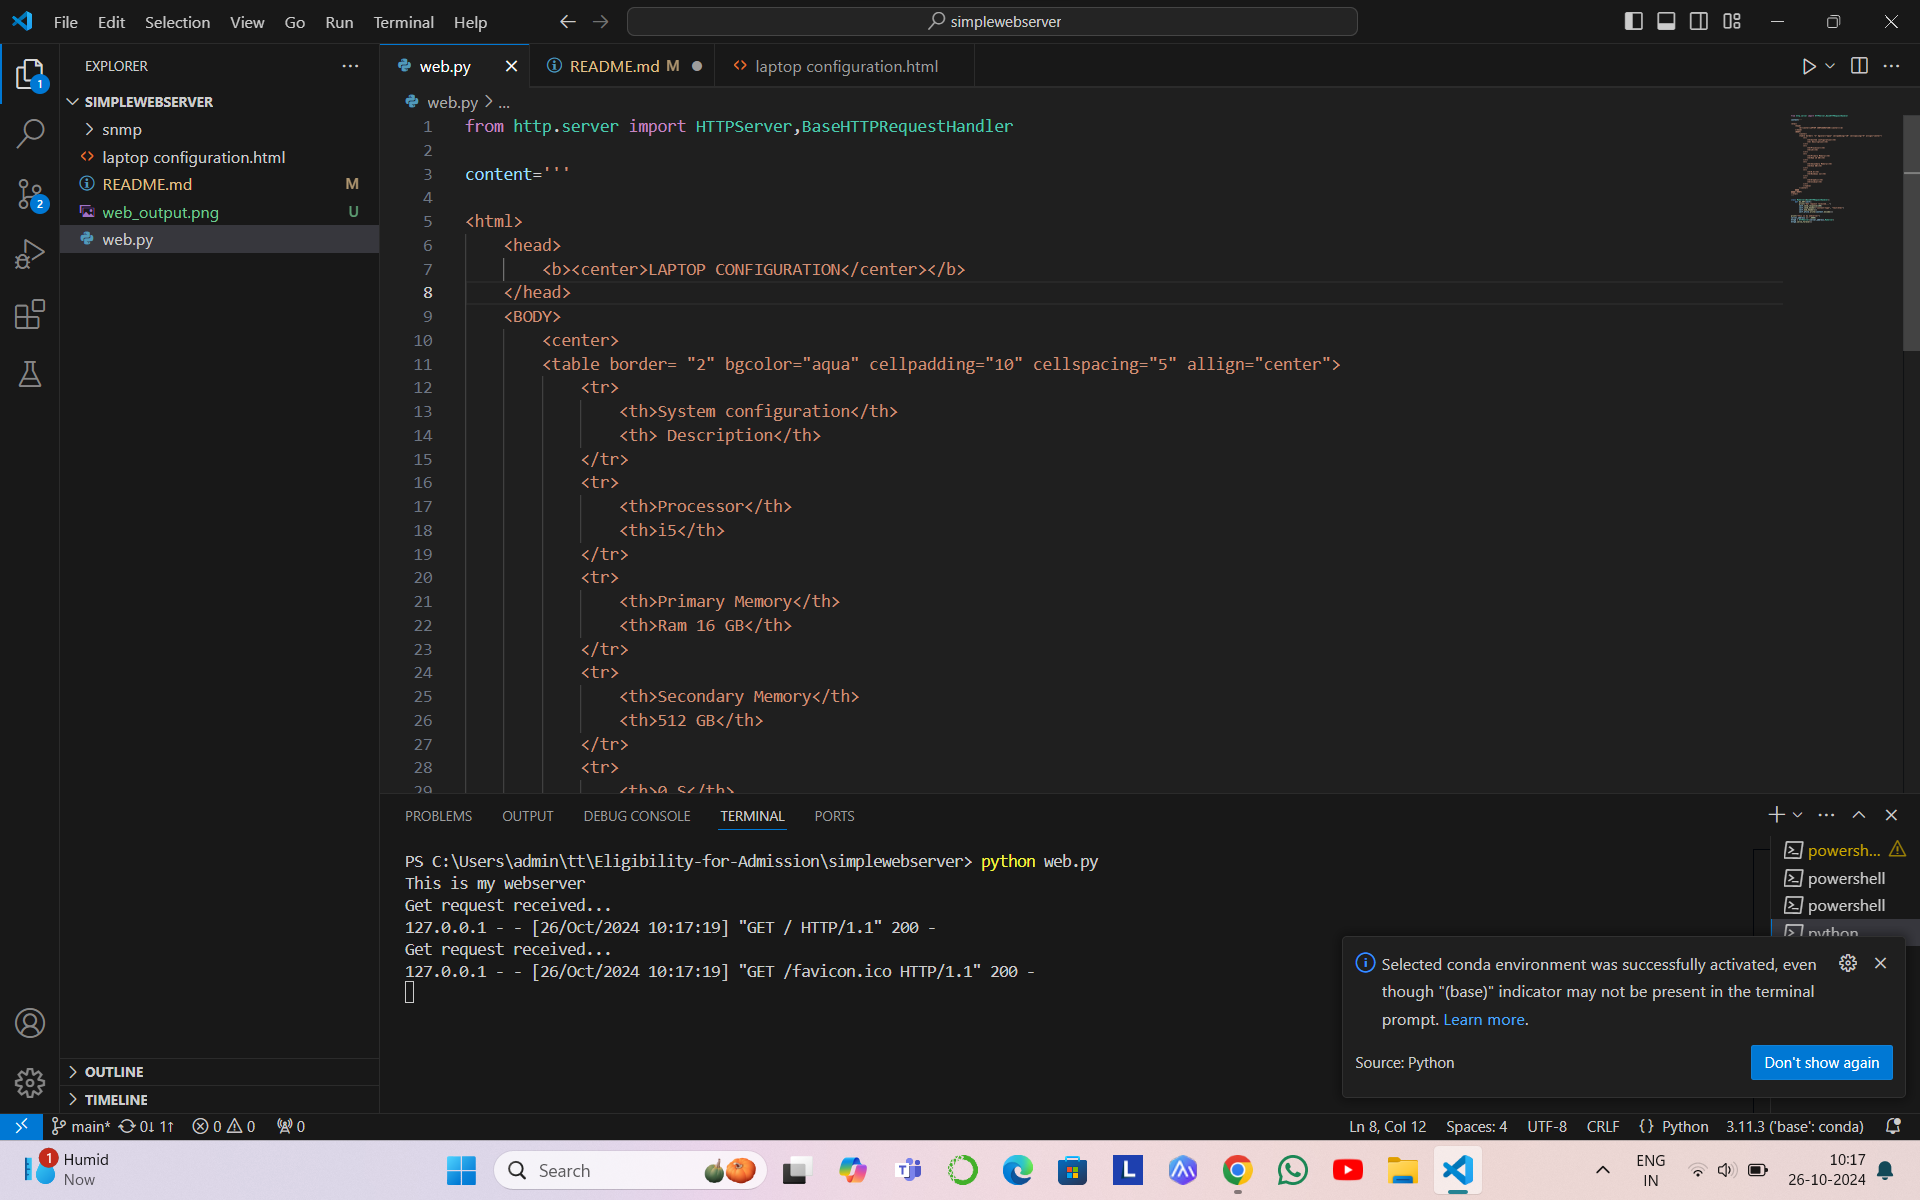 File Edit Selection View Go Run Terminal Help
simplewebserver
EXPLORER
SIMPLEWEBSERVER
snmp
laptop configuration.html
README.md M
web_output.png U
web.py
OUTLINE
TIMELINE
1
2
web.py
README.md M
laptop configuration.html
web.py > ...
1 from http.server import HTTPServer,BaseHTTPRequestHandler
2
3 content='''
4
5 <html>
6 <head>
7 <b><center>LAPTOP CONFIGURATION</center></b>
8 </head>
9 <BODY>
10 <center>
11 <table border= "2" bgcolor="aqua" cellpadding="10" cellspacing="5" allign="center">
12 <tr>
13 <th>System configuration</th>
14 <th> Description</th>
15 </tr>
16 <tr>
17 <th>Processor</th>
18 <th>i5</th>
19 </tr>
20 <tr>
21 <th>Primary Memory</th>
22 <th>Ram 16 GB</th>
23 </tr>
24 <tr>
25 <th>Secondary Memory</th>
26 <th>512 GB</th>
27 </tr>
28 <tr>
29 <th>O S</th>
PROBLEMS OUTPUT DEBUG CONSOLE TERMINAL PORTS
PS C:\Users\admin\tt\Eligibility-for-Admission\simplewebserver> python web.py
This is my webserver
Get request received...
127.0.0.1 - - [26/Oct/2024 10:17:19] "GET / HTTP/1.1" 200 -
Get request received...
127.0.0.1 - - [26/Oct/2024 10:17:19] "GET /favicon.ico HTTP/1.1" 200 -
powersh...
powershell
powershell
python
Selected conda environment was successfully activated, even
though "(base)" indicator may not be present in the terminal
prompt. Learn more.
Source: Python
Don't show again
main* 0↓ 1↑ 0 0 0
Ln 8, Col 12 Spaces: 4 UTF-8 CRLF {} Python 3.11.3 ('base': conda)
1
Humid
Now
Search
L
ENG
IN
10:17
26-10-2024